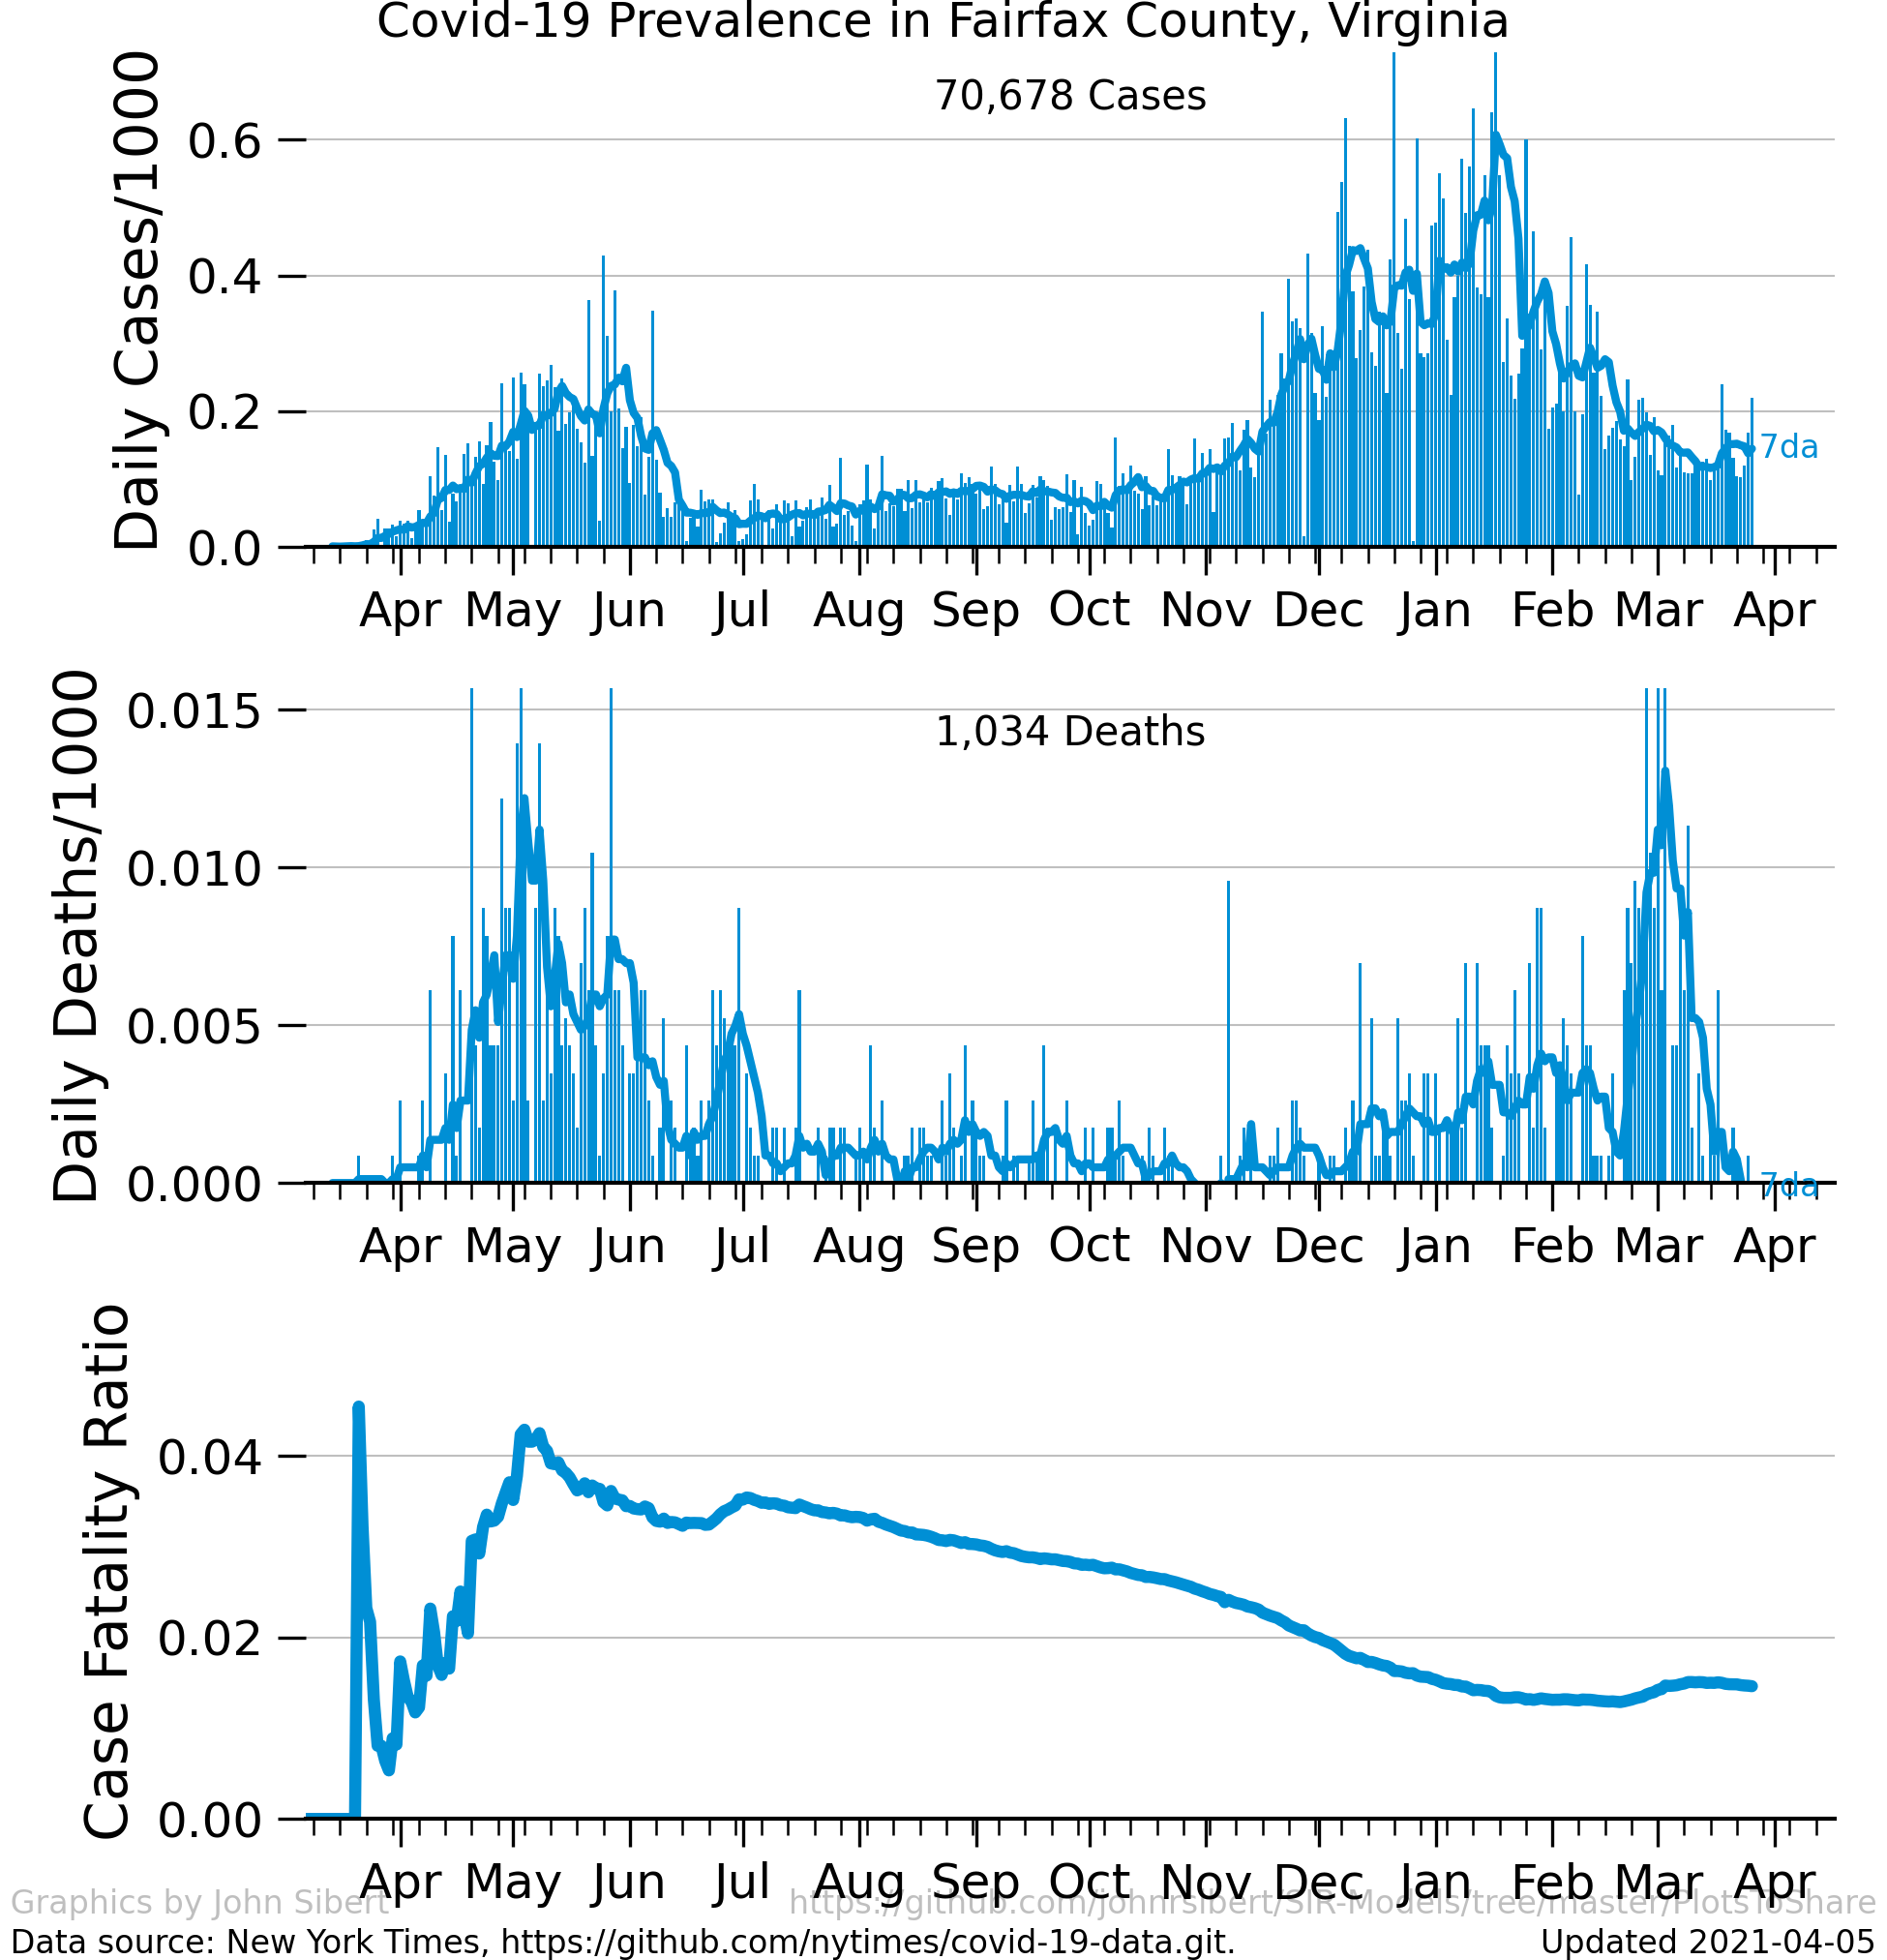 Covid-19 Prevalence in Fairfax County, Virginia
70,678 Cases
Daily Cases/1000
0.6
0.4
0.2
0.0
7da
Apr May Jun Jul Aug Sep Oct Nov Dec Jan Feb Mar Apr
1,034 Deaths
Daily Deaths/1000
0.015
0.010
0.005
0.000
7da
Apr May Jun Jul Aug Sep Oct Nov Dec Jan Feb Mar Apr
Case Fatality Ratio
0.04
0.02
0.00
Apr May Jun Jul Aug Sep Oct Nov Dec Jan Feb Mar Apr
Graphics by John Sibert https://github.com/johnrsibert/SIR-Models/tree/master/PlotsToShare
Data source: New York Times, https://github.com/nytimes/covid-19-data.git. Updated 2021-04-05